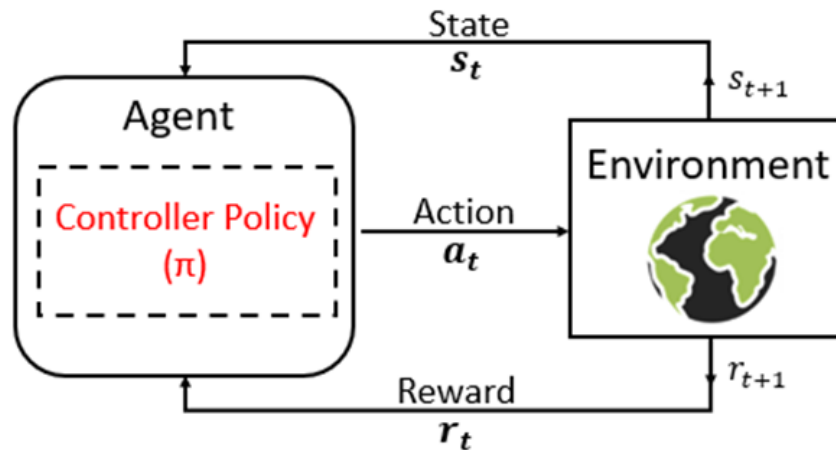 State
s_t
s_{t+1}
Agent
Controller Policy
(π)
Action
a_t
Environment
r_{t+1}
Reward
r_t